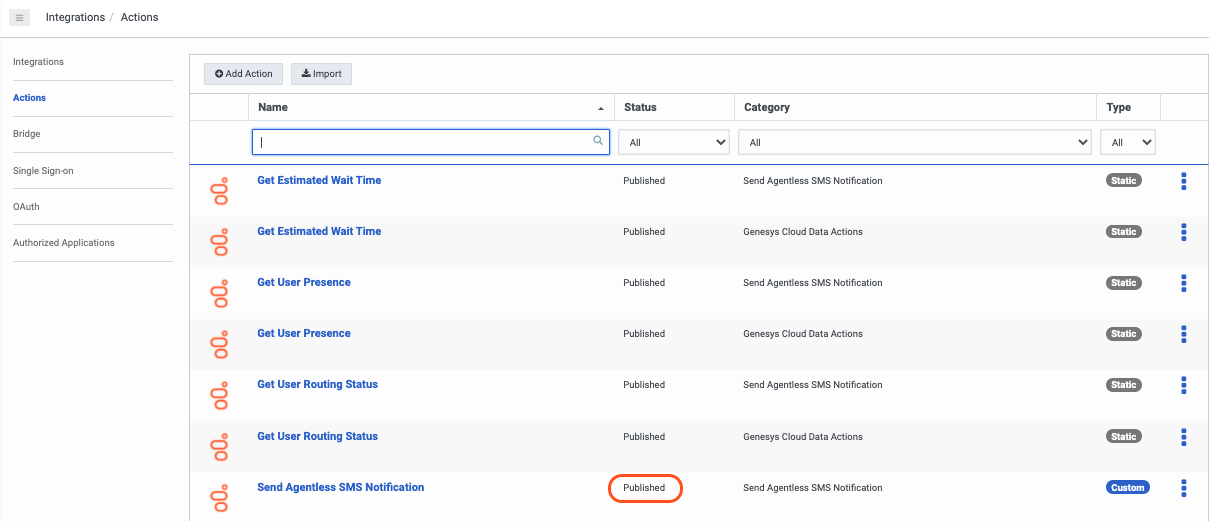 Integrations / Actions
Integrations
Actions
Bridge
Single Sign-on
OAuth
Authorized Applications
Add Action Import
Name Status Category Type
All All All
Get Estimated Wait Time Published Send Agentless SMS Notification Static
Get Estimated Wait Time Published Genesys Cloud Data Actions Static
Get User Presence Published Send Agentless SMS Notification Static
Get User Presence Published Genesys Cloud Data Actions Static
Get User Routing Status Published Send Agentless SMS Notification Static
Get User Routing Status Published Genesys Cloud Data Actions Static
Send Agentless SMS Notification Published Send Agentless SMS Notification Custom